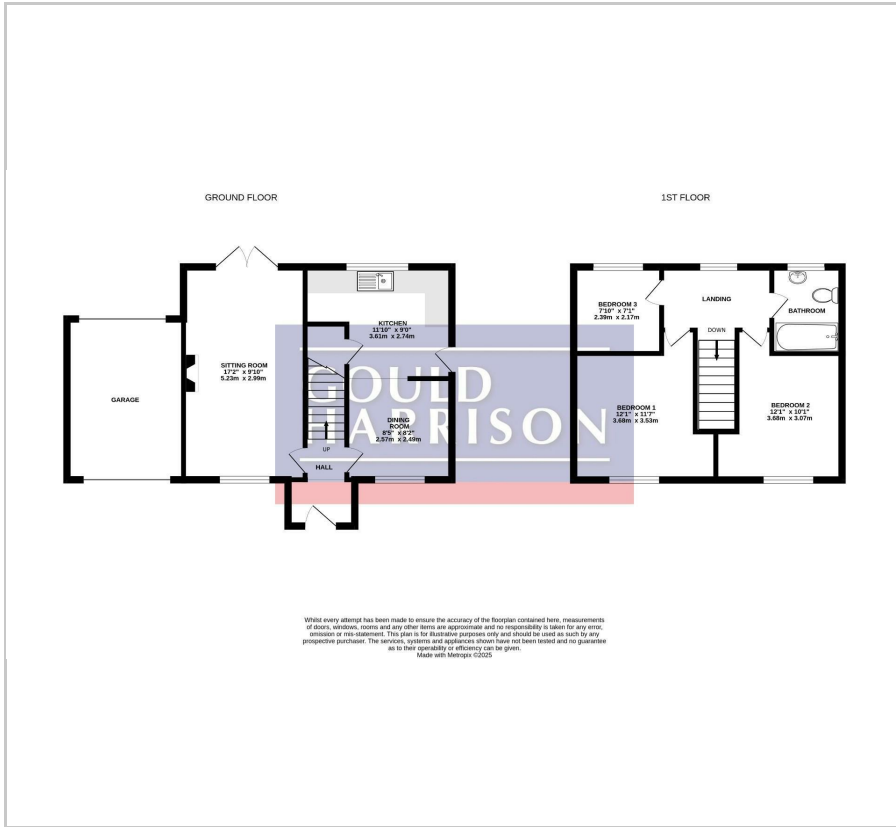 GROUND FLOOR
1ST FLOOR
GARAGE
SITTING ROOM
17'2" x 9'10"
5.23m x 2.99m
KITCHEN
11'10" x 9'0"
3.61m x 2.74m
DINING
ROOM
8'5" x 8'2"
2.57m x 2.49m
UP
HALL
BEDROOM 3
7'10" x 7'1"
2.39m x 2.17m
LANDING
DOWN
BATHROOM
BEDROOM 1
12'1" x 11'7"
3.68m x 3.53m
BEDROOM 2
12'1" x 10'1"
3.68m x 3.07m
GOULD
HARRISON
Whilst every attempt has been made to ensure the accuracy of the floorplan contained here, measurements
of doors, windows, rooms and any other items are approximate and no responsibility is taken for any error,
omission or mis-statement. This plan is for illustrative purposes only and should be used as such by any
prospective purchaser. The services, systems and appliances shown have not been tested and no guarantee
as to their operability or efficiency can be given.
Made with Metropix ©2025